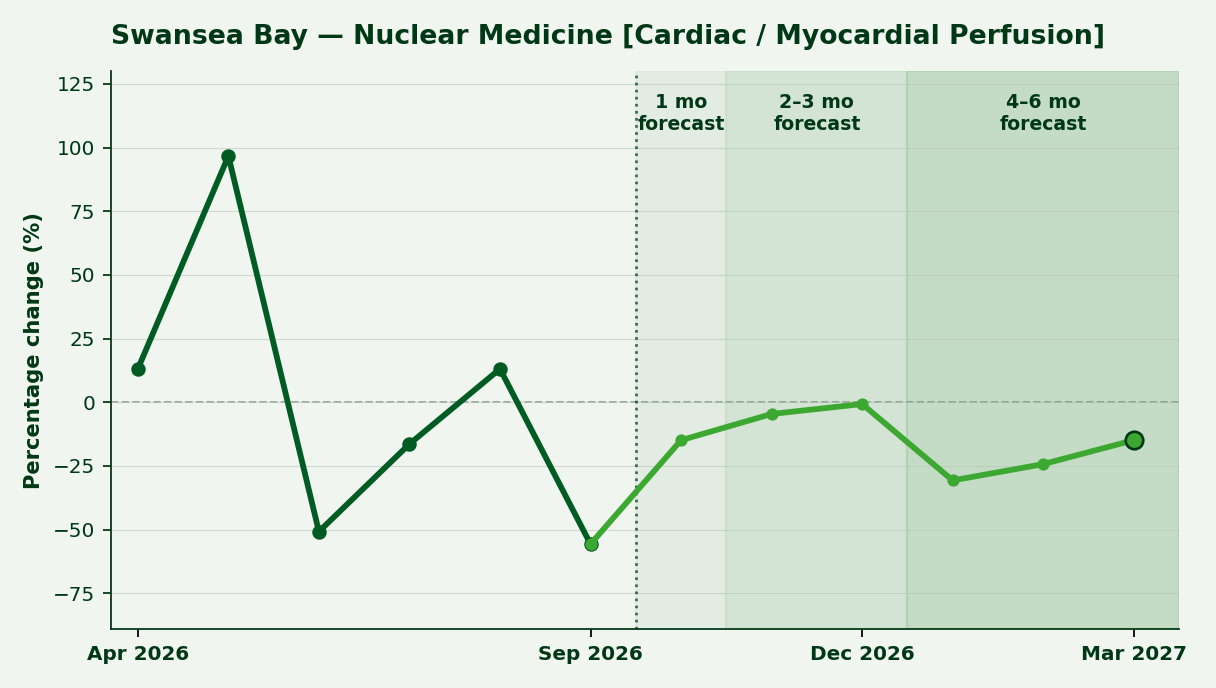 Swansea Bay — Nuclear Medicine [Cardiac / Myocardial Perfusion]
Percentage change (%)
125
100
75
50
25
0
−25
−50
−75
1 mo
forecast
2–3 mo
forecast
4–6 mo
forecast
Apr 2026
Sep 2026
Dec 2026
Mar 2027